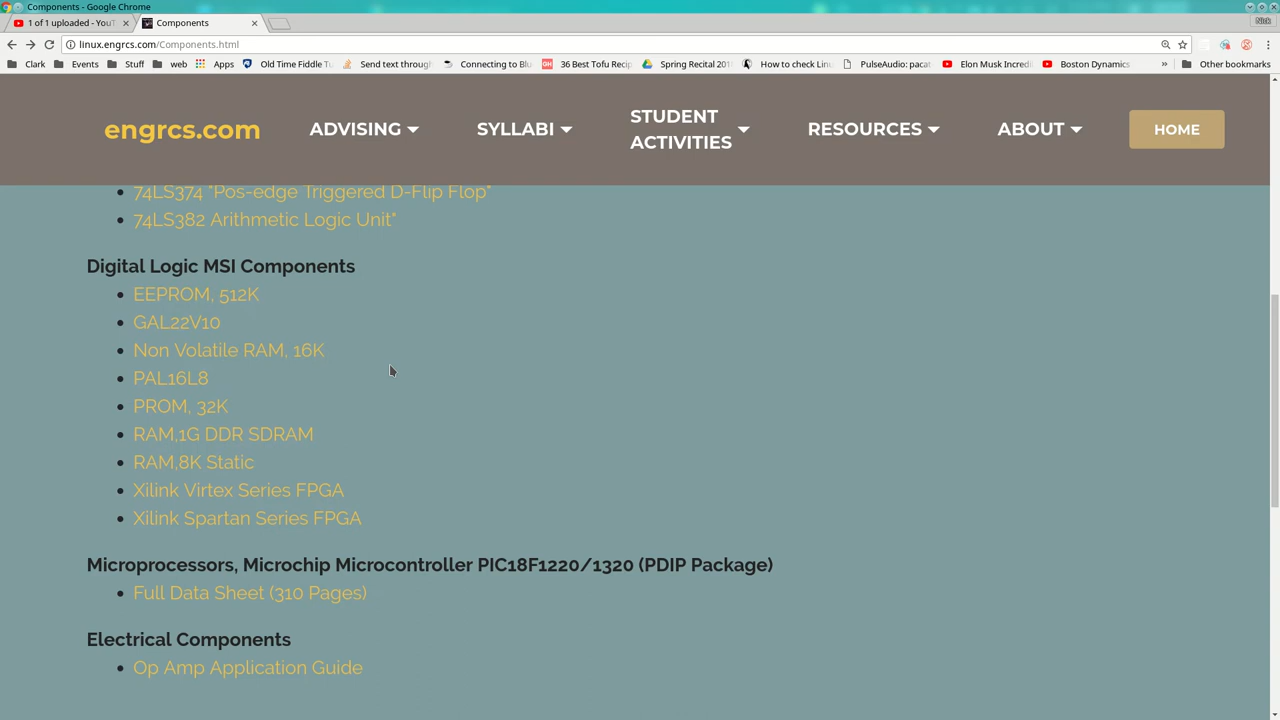 Components - Google Chrome
Nick
1 of 1 uploaded - YouT
Components
linux.engrcs.com/Components.html
Clark Events Stuff web Apps Old Time Fiddle Tu Send text through Connecting to Blu 36 Best Tofu Recip Spring Recital 201 How to check Linu PulseAudio: pacat Elon Musk Incredi Boston Dynamics » Other bookmarks
engrcs.com ADVISING SYLLABI STUDENT ACTIVITIES RESOURCES ABOUT HOME
74LS374 "Pos-edge Triggered D-Flip Flop"
74LS382 Arithmetic Logic Unit"
Digital Logic MSI Components
EEPROM, 512K
GAL22V10
Non Volatile RAM, 16K
PAL16L8
PROM, 32K
RAM,1G DDR SDRAM
RAM,8K Static
Xilink Virtex Series FPGA
Xilink Spartan Series FPGA
Microprocessors, Microchip Microcontroller PIC18F1220/1320 (PDIP Package)
Full Data Sheet (310 Pages)
Electrical Components
Op Amp Application Guide